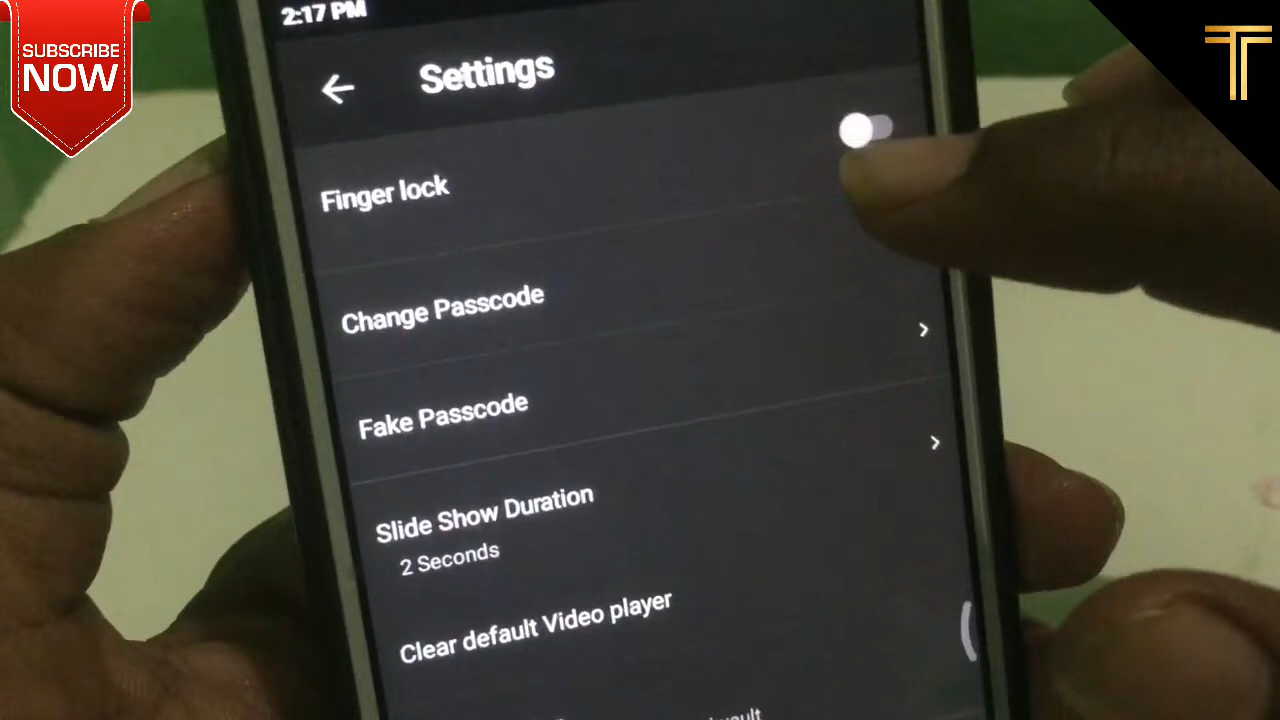 SUBSCRIBE
NOW
2:17 PM
Settings
Finger lock
Change Passcode
Fake Passcode
Slide Show Duration
2 Seconds
Clear default Video player